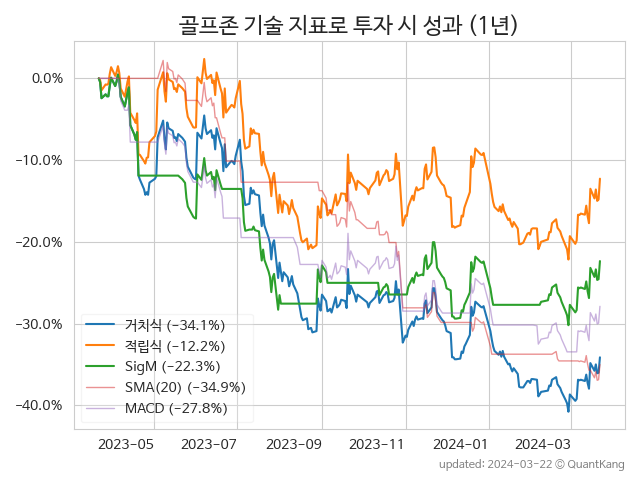 골프존 기술 지표로 투자 시 성과 (1년)
0.0%
−10.0%
−20.0%
−30.0%
−40.0%
거치식 (−34.1%)
적립식 (−12.2%)
SigM (−22.3%)
SMA(20) (−34.9%)
MACD (−27.8%)
2023−05 2023−07 2023−09 2023−11 2024−01 2024−03
updated: 2024−03−22 © QuantKang